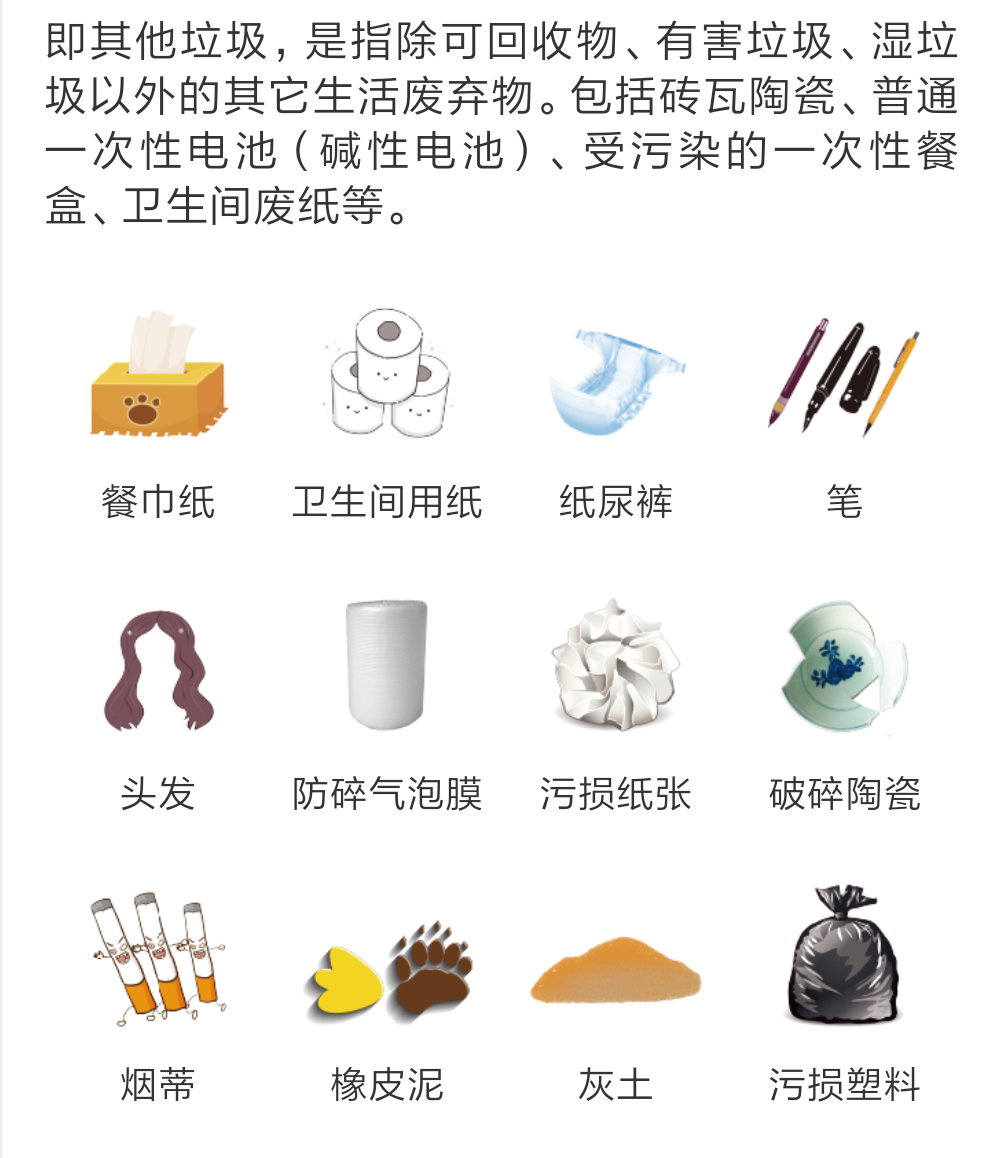 即其他垃圾，是指除可回收物、有害垃圾、湿垃
圾以外的其它生活废弃物。包括砖瓦陶瓷、普通
一次性电池（碱性电池）、受污染的一次性餐
盒、卫生间废纸等。
餐巾纸 卫生间用纸 纸尿裤 笔
头发 防碎气泡膜 污损纸张 破碎陶瓷
烟蒂 橡皮泥 灰土 污损塑料